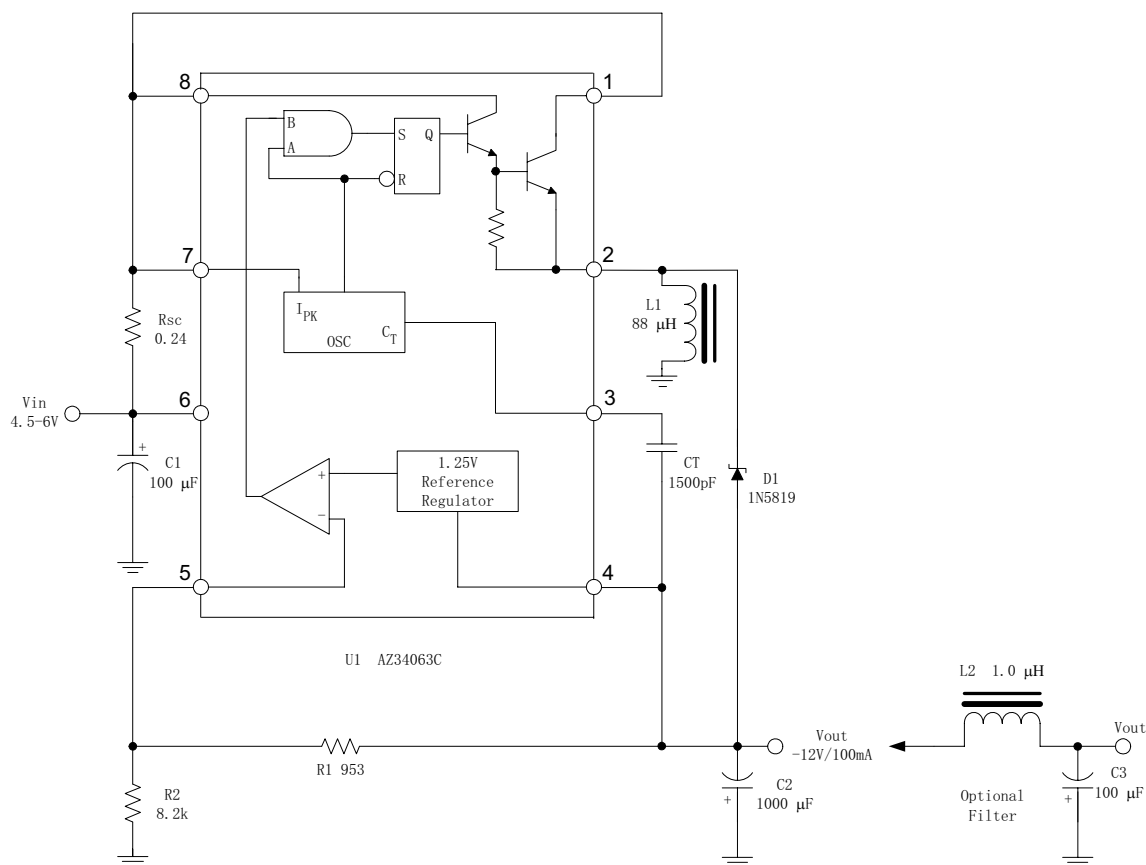 8
1
B
A
S
Q
R
7
2
Rsc
0.24
I_PK
C_T
OSC
L1
88 μH
Vin
4.5-6V
6
3
+
C1
100 μF
+
−
1.25V
Reference
Regulator
CT
1500pF
D1
1N5819
5
4
U1 AZ34063C
L2 1.0 μH
Vout
-12V/100mA
Vout
R1 953
R2
8.2k
C2
+
1000 μF
Optional
Filter
C3
100 μF
+